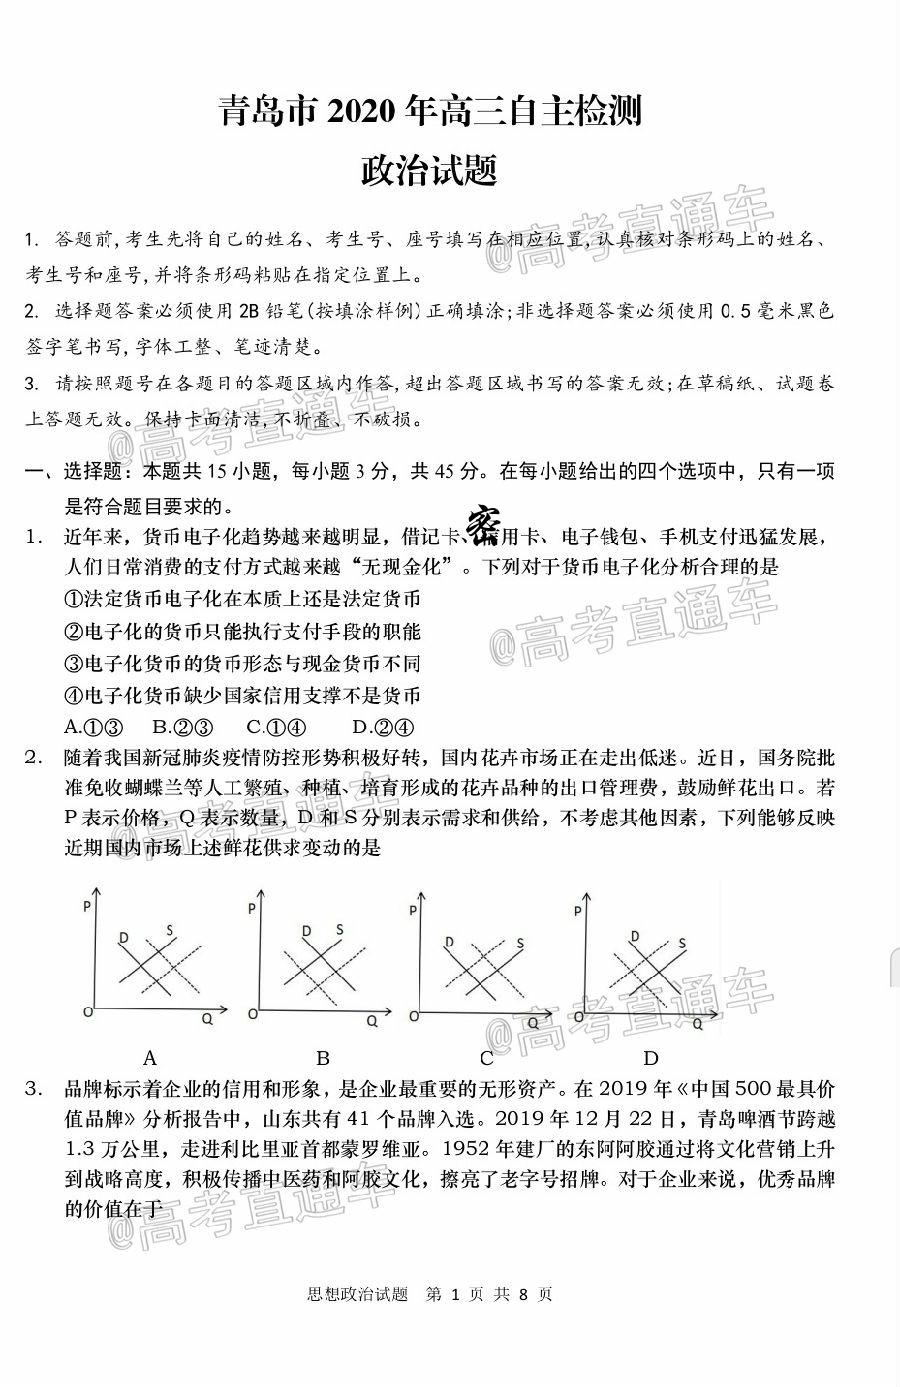 青岛市 2020 年高三自主检测
政治试题
1. 答题前,考生先将自己的姓名、考生号、座号填写在相应位置,认真核对条形码上的姓名、
考生号和座号,并将条形码粘贴在指定位置上。
2. 选择题答案必须使用 2B 铅笔(按填涂样例)正确填涂;非选择题答案必须使用 0.5 毫米黑色
签字笔书写,字体工整、笔迹清楚。
3. 请按照题号在各题目的答题区域内作答,超出答题区域书写的答案无效;在草稿纸、试题卷
上答题无效。保持卡面清洁,不折叠、不破损。
一、选择题：本题共 15 小题，每小题 3 分，共 45 分。在每小题给出的四个选项中，只有一项
是符合题目要求的。
1. 近年来，货币电子化趋势越来越明显，借记卡、密用卡、电子钱包、手机支付迅猛发展，
人们日常消费的支付方式越来越“无现金化”。下列对于货币电子化分析合理的是
①法定货币电子化在本质上还是法定货币
②电子化的货币只能执行支付手段的职能
③电子化货币的货币形态与现金货币不同
④电子化货币缺少国家信用支撑不是货币
A.①③ B.②③ C.①④ D.②④
2. 随着我国新冠肺炎疫情防控形势积极好转，国内花卉市场正在走出低迷。近日，国务院批
准免收蝴蝶兰等人工繁殖、种植、培育形成的花卉品种的出口管理费，鼓励鲜花出口。若
P 表示价格，Q 表示数量，D 和 S 分别表示需求和供给，不考虑其他因素，下列能够反映
近期国内市场上述鲜花供求变动的是
P D S O Q
P D S O Q
P D S O Q
P D S O Q
A B C D
3. 品牌标示着企业的信用和形象，是企业最重要的无形资产。在 2019 年《中国 500 最具价
值品牌》分析报告中，山东共有 41 个品牌入选。2019 年 12 月 22 日，青岛啤酒节跨越
1.3 万公里，走进利比里亚首都蒙罗维亚。1952 年建厂的东阿阿胶通过将文化营销上升
到战略高度，积极传播中医药和阿胶文化，擦亮了老字号招牌。对于企业来说，优秀品牌
的价值在于
思想政治试题 第 1 页 共 8 页
@高考直通车
@高考直通车
@高考直通车
@高考直通车
@高考直通车
@高考直通车